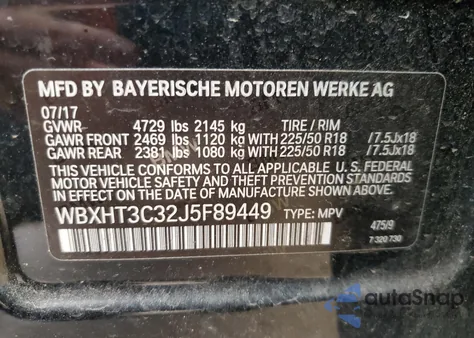 MFD BY BAYERISCHE MOTOREN WERKE AG
07/17
GVWR 4729 lbs 2145 kg TIRE / RIM
GAWR FRONT 2469 lbs 1120 kg WITH 225/50 R18 /7.5Jx18
GAWR REAR 2381 lbs 1080 kg WITH 225/50 R18 /7.5Jx18
THIS VEHICLE CONFORMS TO ALL APPLICABLE U. S. FEDERAL
MOTOR VEHICLE SAFETY, BUMPER, AND THEFT PREVENTION STANDARDS
IN EFFECT ON THE DATE OF MANUFACTURE SHOWN ABOVE.
WBXHT3C32J5F89449 TYPE: MPV
475/9
7 320 730
autoSnap